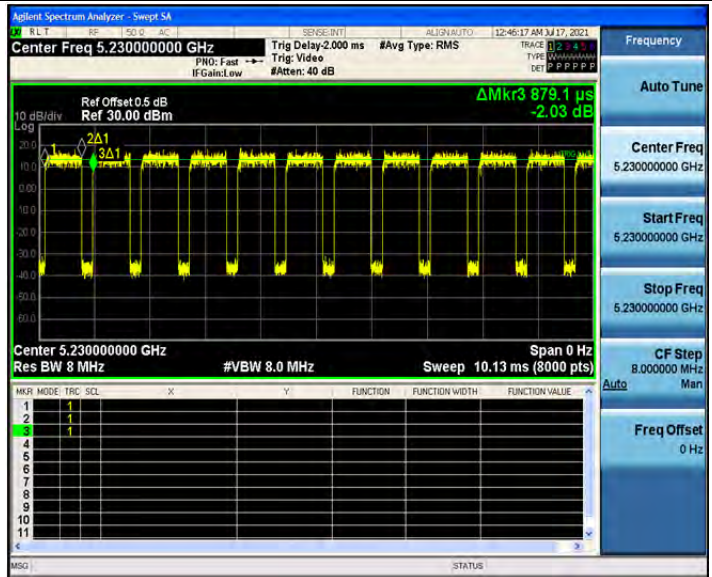 Agilent Spectrum Analyzer - Swept SA
RL T RF 50 Ω AC SENSE:INT ALIGNAUTO 12:46:17 AM Jul 17, 2021
Center Freq 5.230000000 GHz
PNO: Fast
IFGain:Low
Trig Delay-2.000 ms
Trig: Video
#Atten: 40 dB
#Avg Type: RMS
TRACE 1 2 3 4 5 6
TYPE
DET P P P P P P
Frequency
Auto Tune
Center Freq
5.230000000 GHz
Start Freq
5.230000000 GHz
Stop Freq
5.230000000 GHz
CF Step
8.000000 MHz
Auto Man
Freq Offset
0 Hz
ΔMkr3 879.1 µs
-2.03 dB
Ref Offset 0.5 dB
10 dB/div Ref 30.00 dBm
Log
20.0
10.0
0.00
-10.0
-20.0
-30.0
-40.0
-50.0
-60.0
1
2Δ1
3Δ1
Center 5.230000000 GHz Span 0 Hz
Res BW 8 MHz #VBW 8.0 MHz Sweep 10.13 ms (8000 pts)
MKR MODE TRC SCL X Y FUNCTION FUNCTION WIDTH FUNCTION VALUE
1 1
2 1
3 1
4
5
6
7
8
9
10
11
MSG STATUS